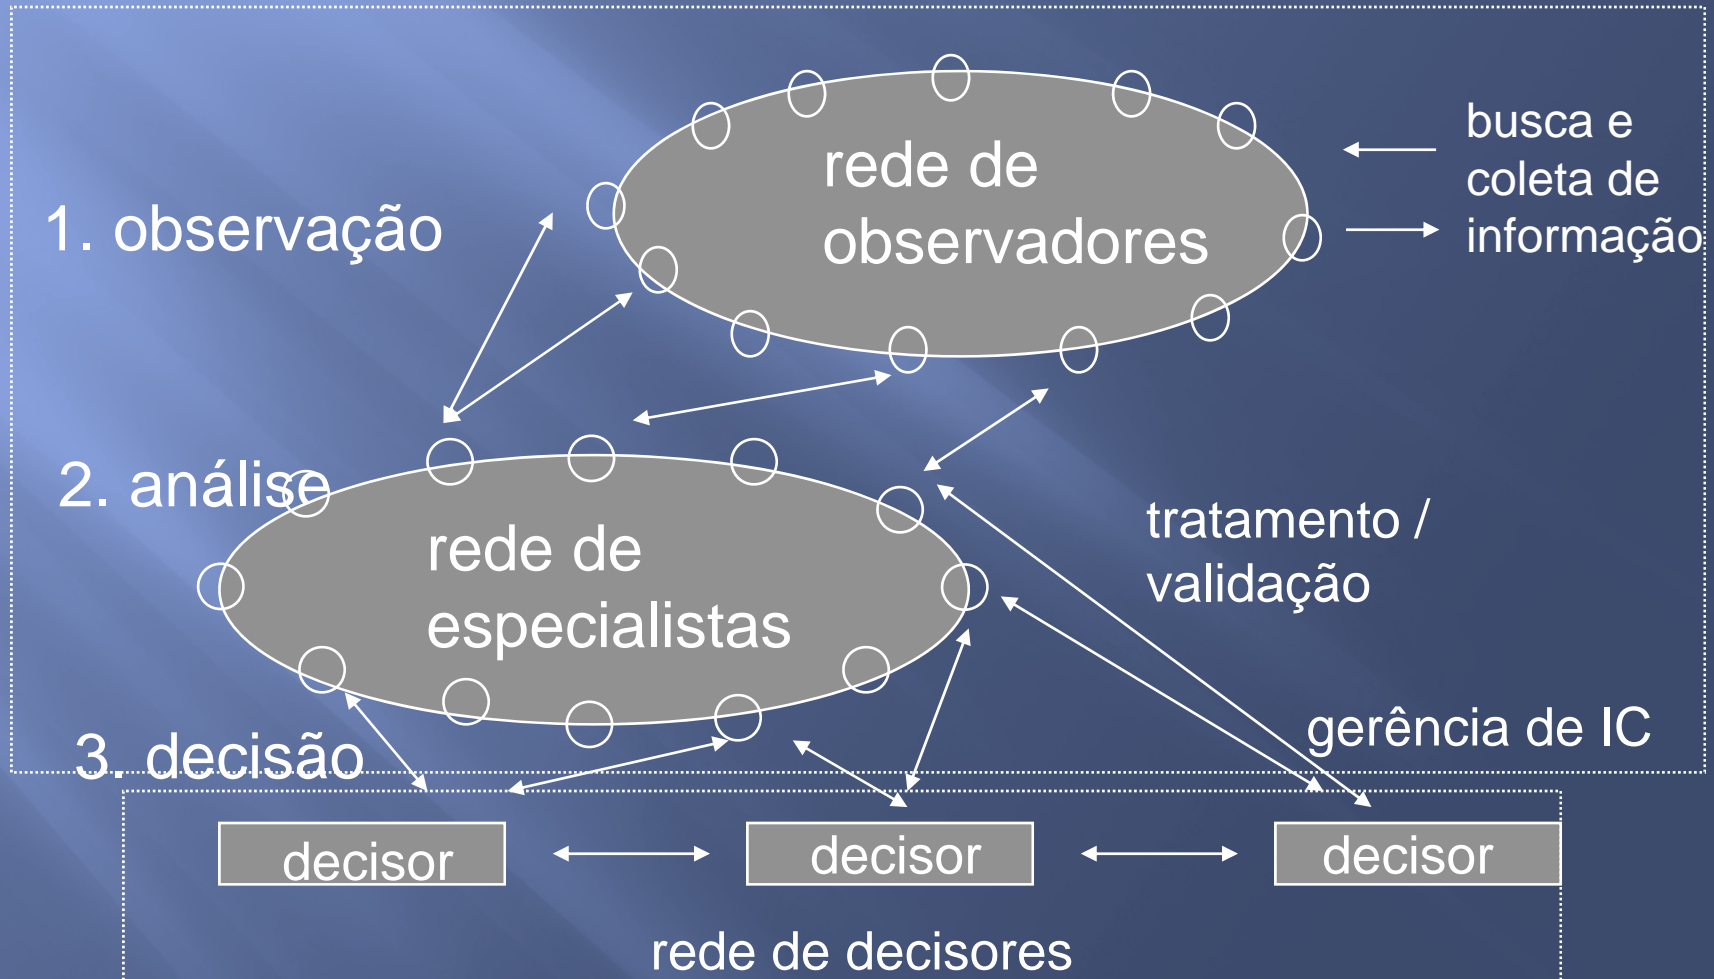 rede de
observadores
busca e
coleta de
informação
1. observação
2. análise
rede de
especialistas
tratamento /
validação
gerência de IC
3. decisão
decisor
decisor
decisor
rede de decisores